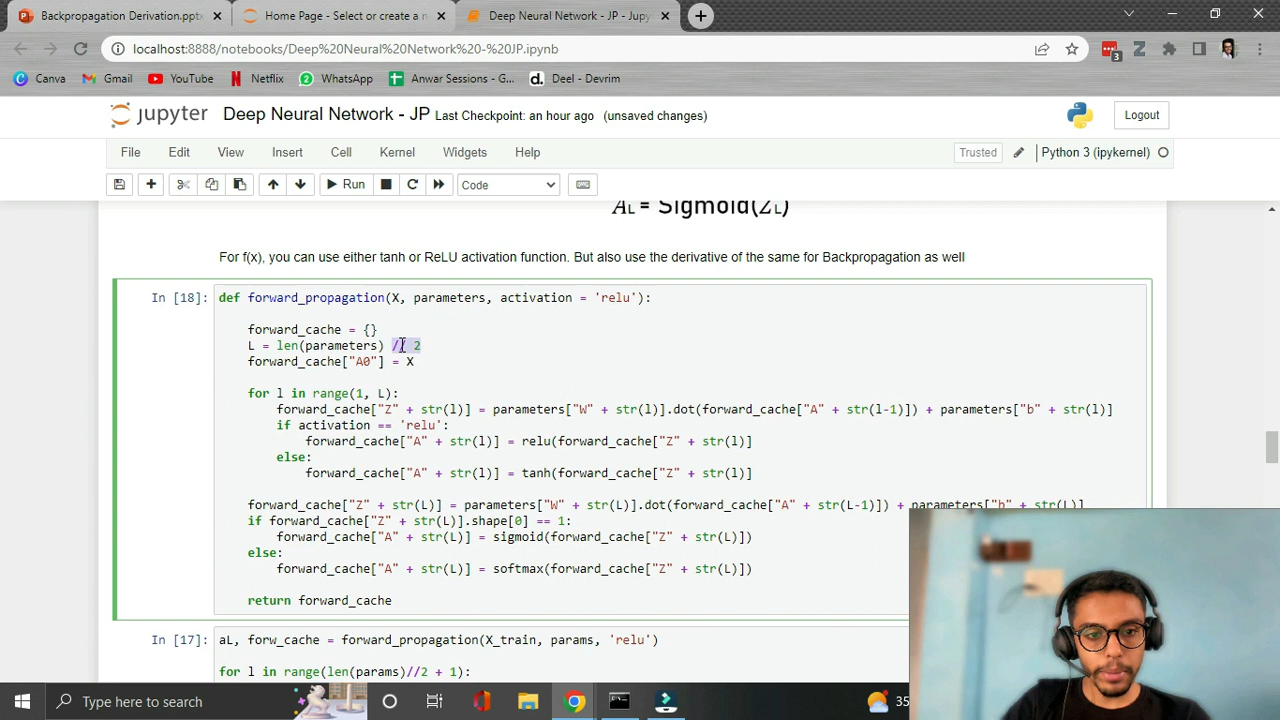 Backpropagation Derivation.pptx
Home Page - Select or create a n
Deep Neural Network - JP - Jupy
localhost:8888/notebooks/Deep%20Neural%20Network%20-%20JP.ipynb
3
Canva
Gmail
YouTube
Netflix
WhatsApp
Anwar Sessions - G...
Deel - Devrim
jupyter
Deep Neural Network - JP Last Checkpoint: an hour ago (unsaved changes)
Logout
File Edit View Insert Cell Kernel Widgets Help
Trusted
Python 3 (ipykernel)
Run
Code
AL = Sigmoid(ZL)
For f(x), you can use either tanh or ReLU activation function. But also use the derivative of the same for Backpropagation as well
In [18]: def forward_propagation(X, parameters, activation = 'relu'):
forward_cache = {}
L = len(parameters) // 2
forward_cache["A0"] = X
for l in range(1, L):
forward_cache["Z" + str(l)] = parameters["W" + str(l)].dot(forward_cache["A" + str(l-1)]) + parameters["b" + str(l)]
if activation == 'relu':
forward_cache["A" + str(l)] = relu(forward_cache["Z" + str(l)]
else:
forward_cache["A" + str(l)] = tanh(forward_cache["Z" + str(l)]
forward_cache["Z" + str(L)] = parameters["W" + str(L)].dot(forward_cache["A" + str(L-1)]) + parameters["b" + str(L)]
if forward_cache["Z" + str(L)].shape[0] == 1:
forward_cache["A" + str(L)] = sigmoid(forward_cache["Z" + str(L)])
else:
forward_cache["A" + str(L)] = softmax(forward_cache["Z" + str(L)])
return forward_cache
In [17]: aL, forw_cache = forward_propagation(X_train, params, 'relu')
for l in range(len(params)//2 + 1):
Type here to search
35